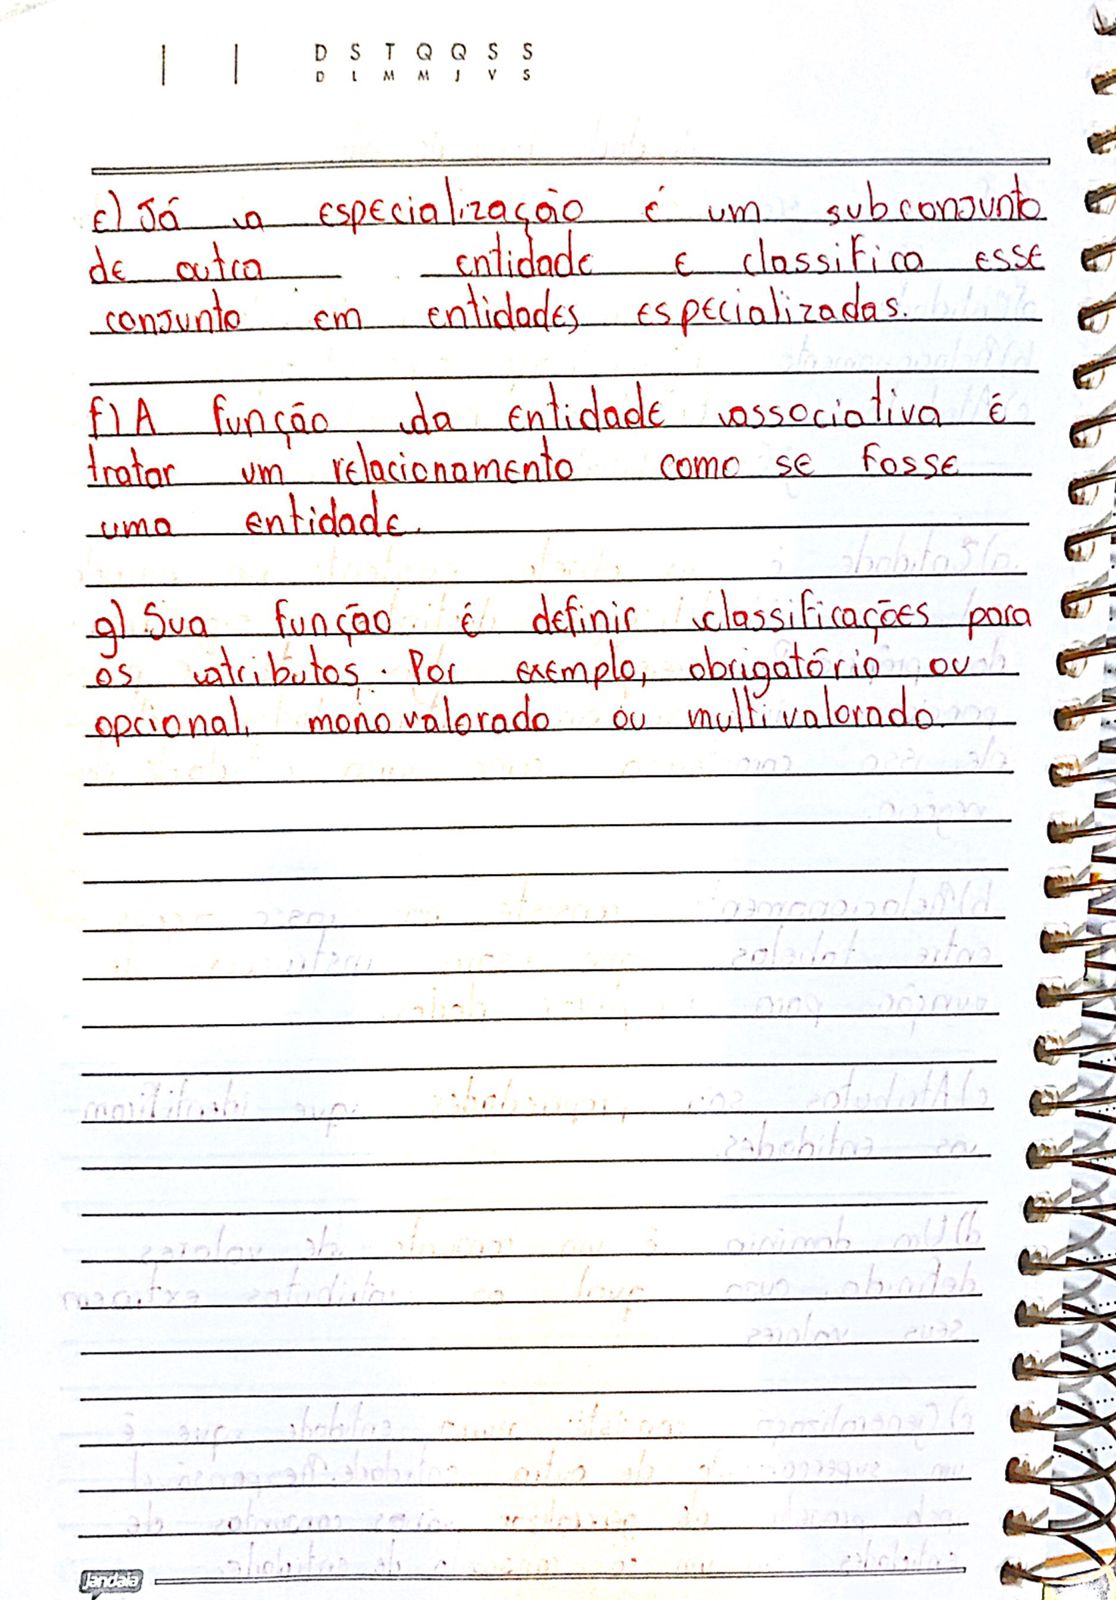 D S T Q Q S S
D L M M J V S
e) Já a especialização é um subconjunto
de outra entidade e classifica esse
conjunto em entidades especializadas.
f) A função da entidade associativa é
tratar um relacionamento como se fosse
uma entidade.
g) Sua função é definir classificações para
os atributos. Por exemplo, obrigatório ou
opcional, monovalorado ou multivalorado.
Jandaia